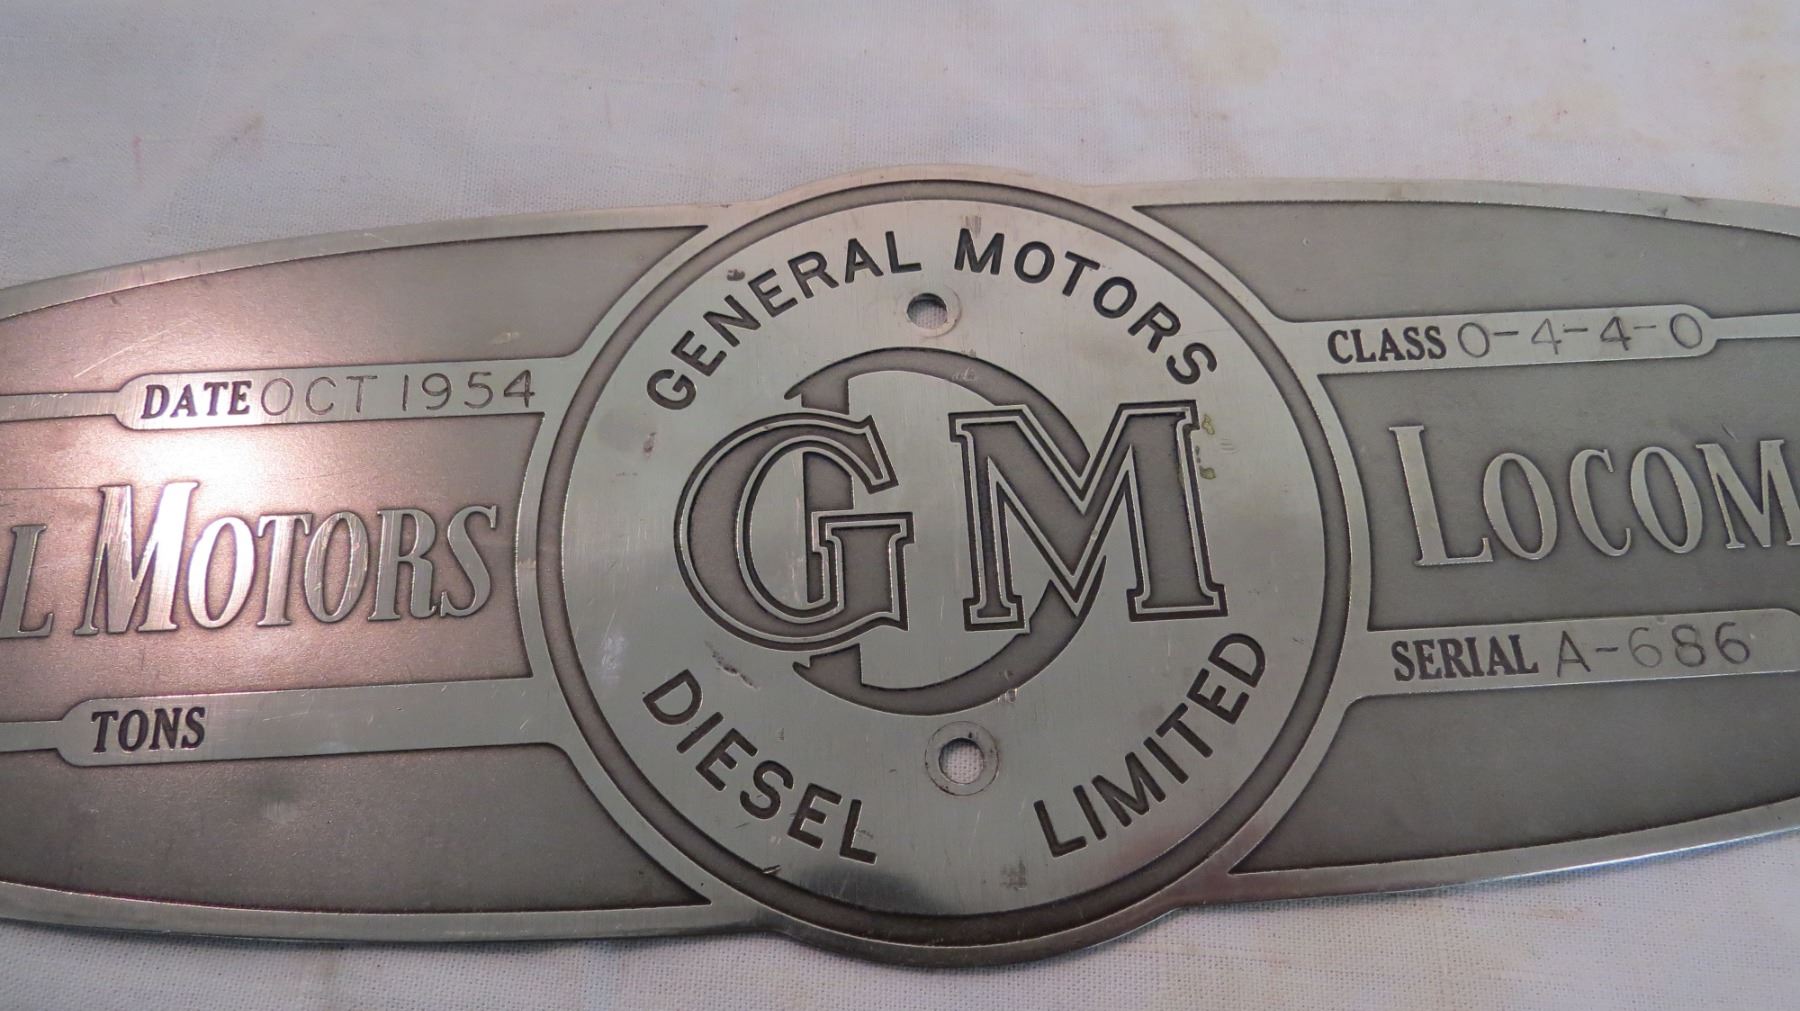 DATE OCT 1954
L MOTORS
TONS
GENERAL MOTORS
GM
D
DIESEL LIMITED
CLASS 0-4-4-0
LOCOM
SERIAL A-686